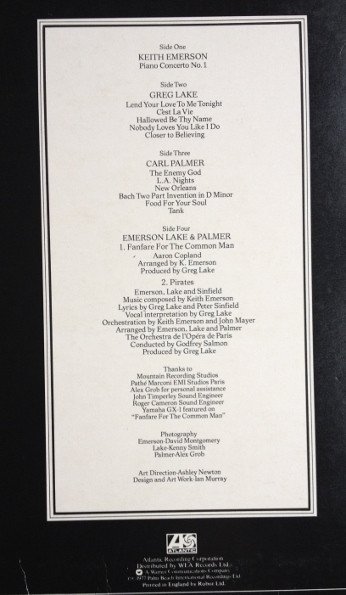 Side One
KEITH EMERSON
Piano Concerto No.1
Side Two
GREG LAKE
Lend Your Love To Me Tonight
C'est La Vie
Hallowed Be Thy Name
Nobody Loves You Like I Do
Closer to Believing
Side Three
CARL PALMER
The Enemy God
L.A. Nights
New Orleans
Bach Two Part Invention in D Minor
Food For Your Soul
Tank
Side Four
EMERSON LAKE & PALMER
1. Fanfare For The Common Man
Aaron Copland
Arranged by K. Emerson
Produced by Greg Lake
2. Pirates
Emerson, Lake and Sinfield
Music composed by Keith Emerson
Lyrics by Greg Lake and Peter Sinfield
Vocal interpretation by Greg Lake
Orchestration by Keith Emerson and John Mayer
Arranged by Emerson, Lake and Palmer
The Orchestra de l'Opéra de Paris
Conducted by Godfrey Salmon
Produced by Greg Lake
Thanks to
Mountain Recording Studios
Pathe Marconi EMI Studios Paris
Alex Grob for personal assistance
John Timperley Sound Engineer
Roger Cameron Sound Engineer
Yamaha GX-1 featured on
"Fanfare For The Common Man"
Photography
Emerson-David Montgomery
Lake-Kenny Smith
Palmer-Alex Grob
Art Direction-Ashley Newton
Design and Art Work-Ian Murray
ATLANTIC
Atlantic Recording Corporation
Distributed by WEA Records Ltd.
A Warner Communications Company
℗ 1977 Palm Beach International Recordings Ltd
Printed in England by Robor Ltd.